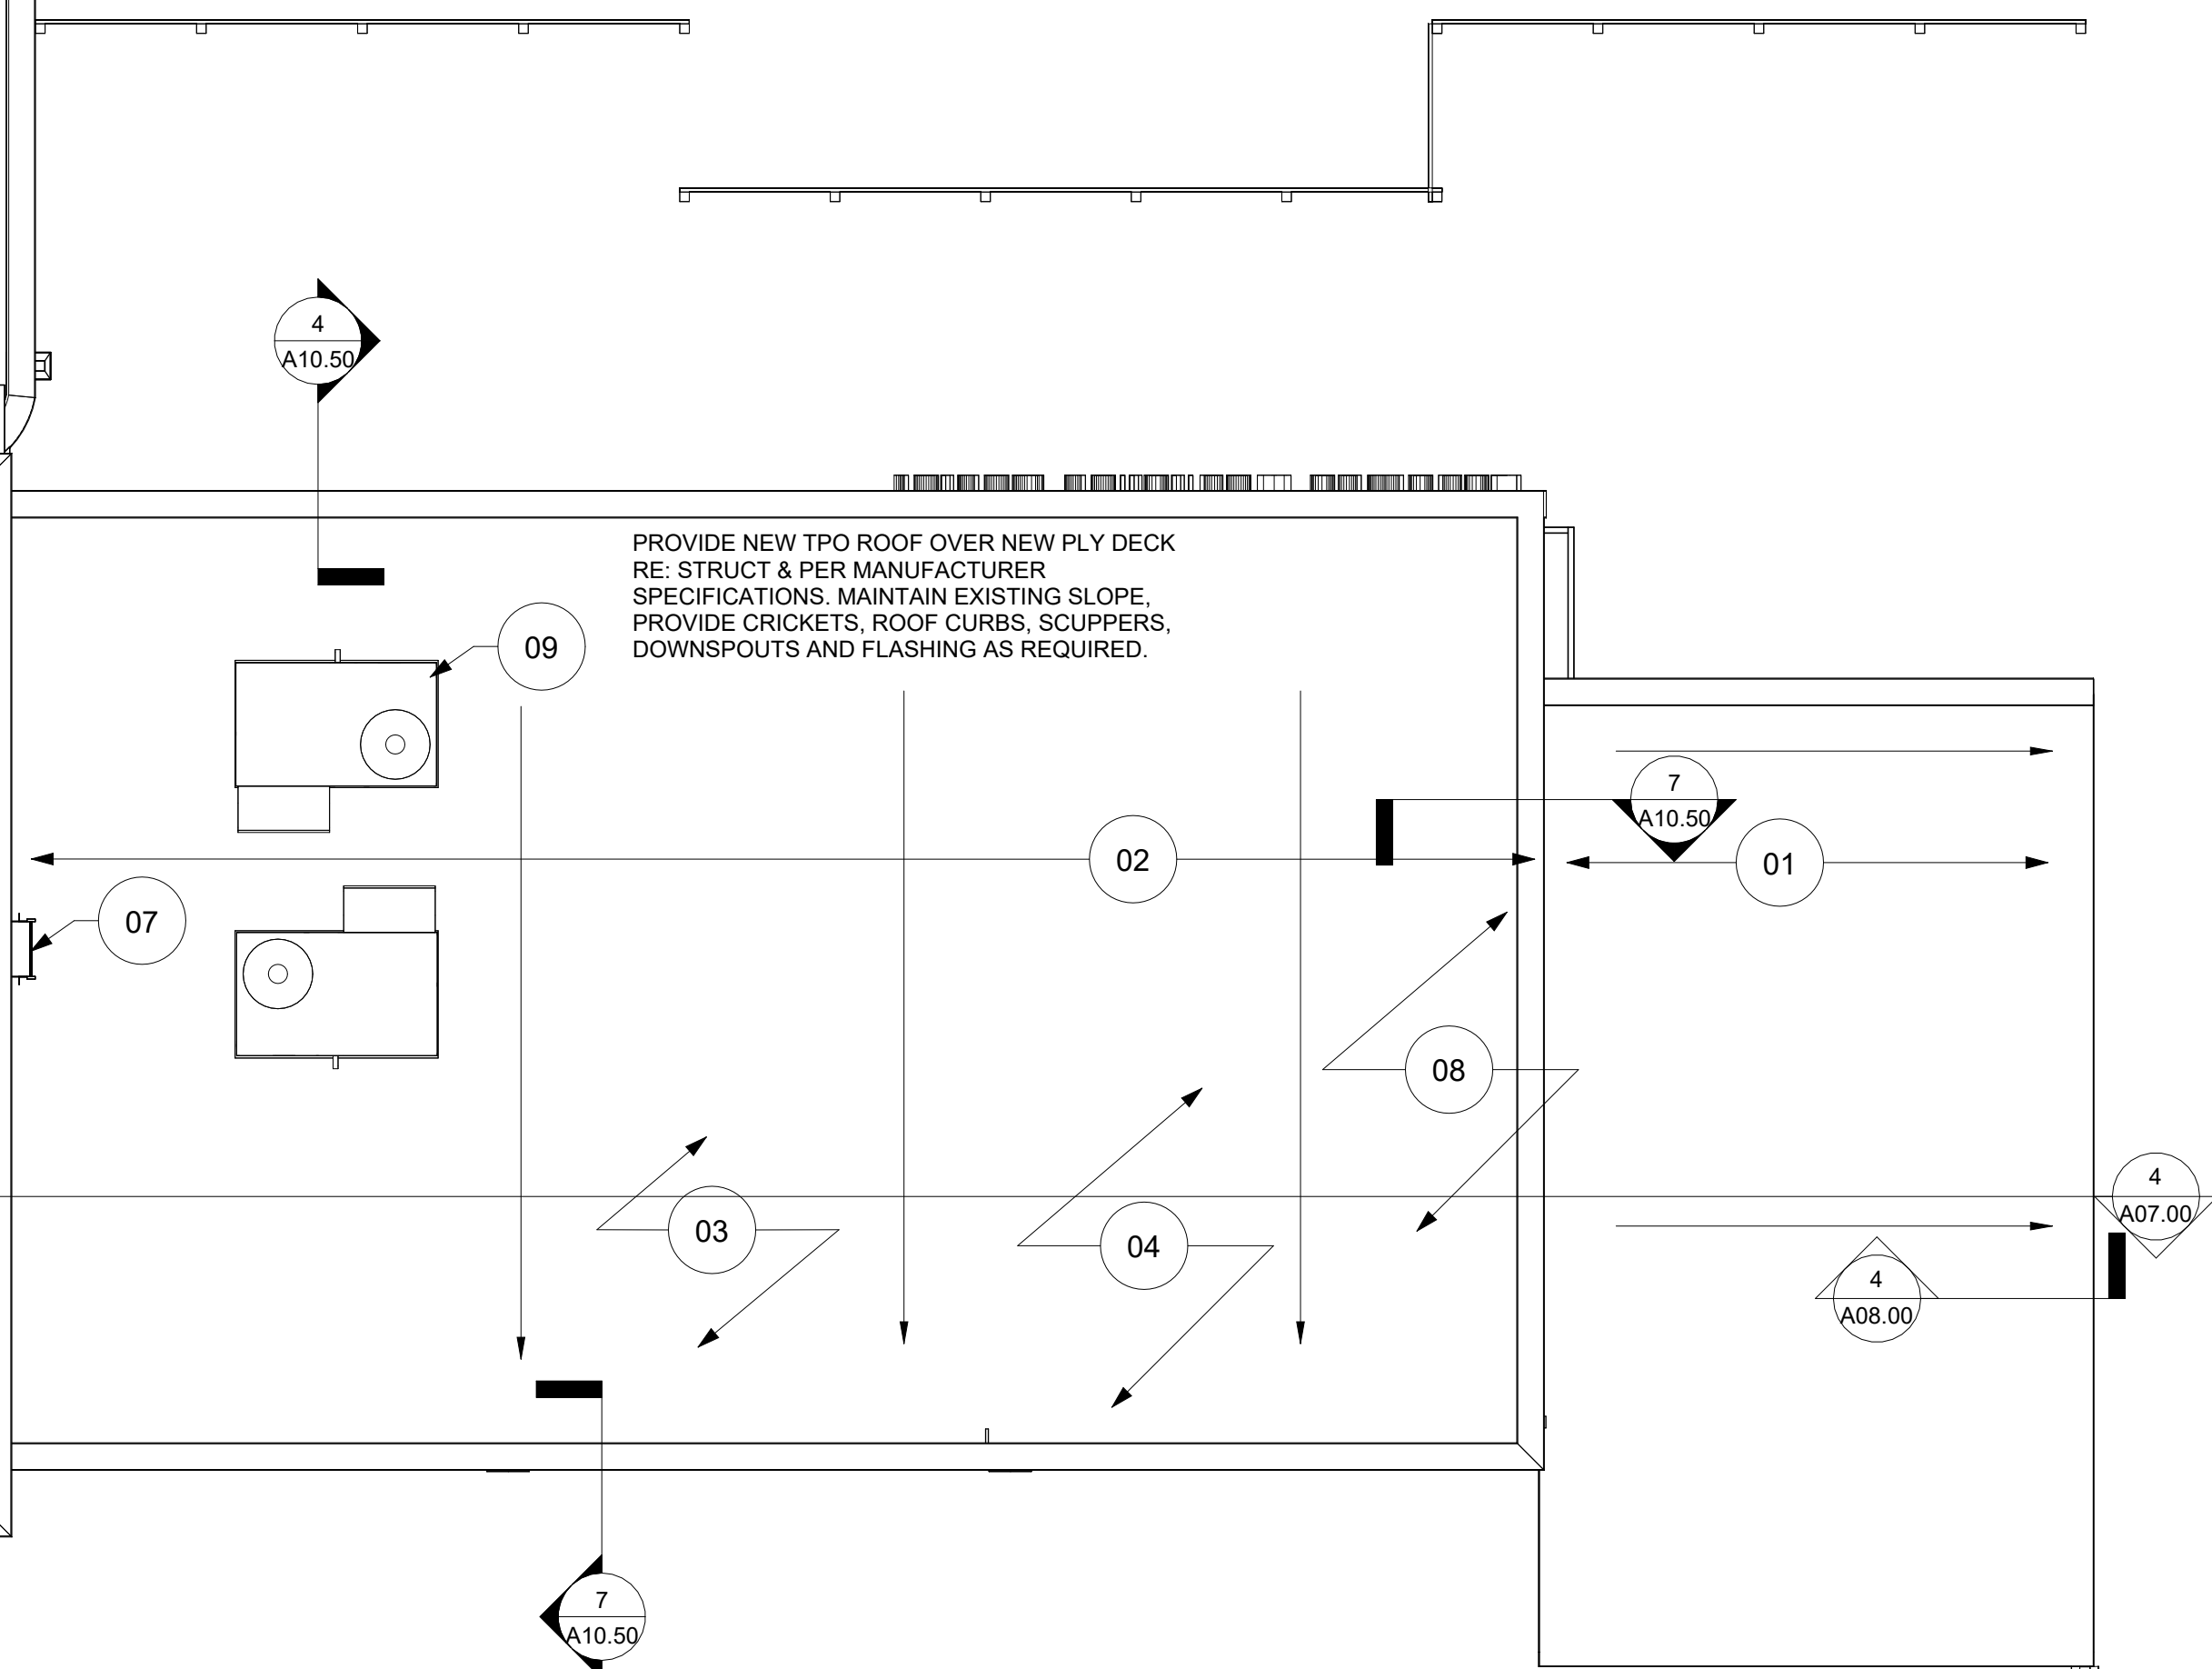 4
A10.50
PROVIDE NEW TPO ROOF OVER NEW PLY DECK
RE: STRUCT & PER MANUFACTURER
SPECIFICATIONS. MAINTAIN EXISTING SLOPE,
PROVIDE CRICKETS, ROOF CURBS, SCUPPERS,
DOWNSPOUTS AND FLASHING AS REQUIRED.
09
7
A10.50
02
01
07
08
4
A07.00
03
04
4
A08.00
7
A10.50